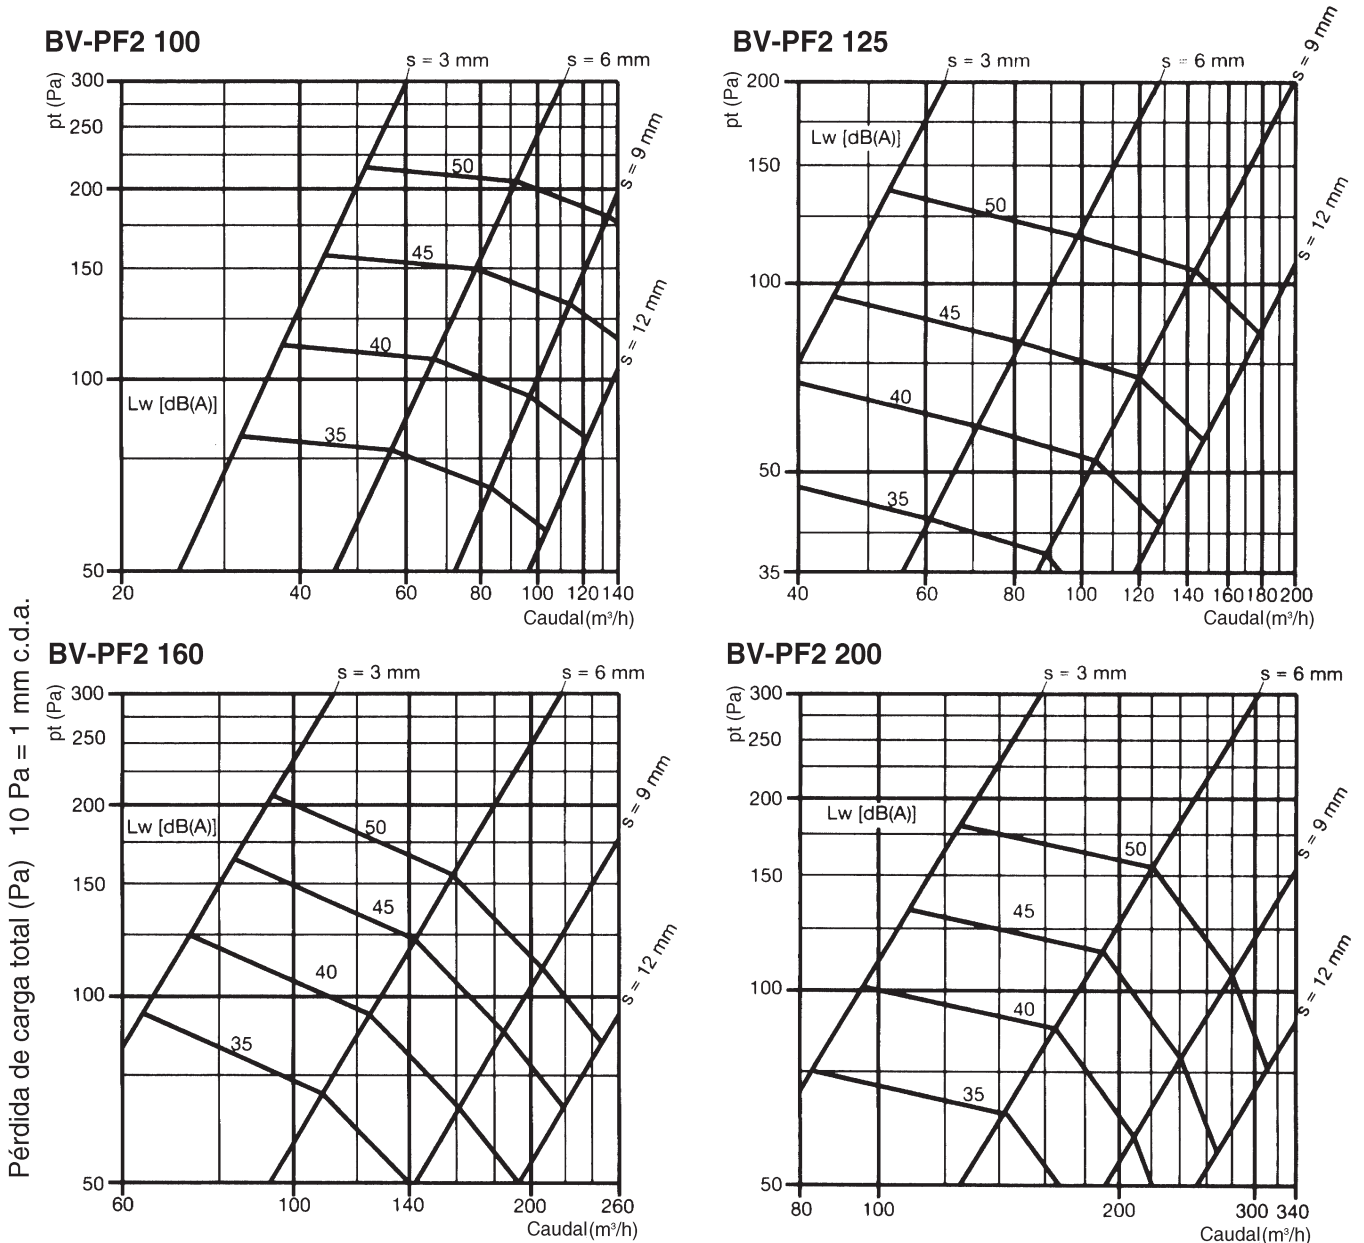 BV-PF2 100
s = 3 mm
s = 6 mm
s = 9 mm
s = 12 mm
pt (Pa)
300
250
200
150
100
50
50
45
40
35
Lw [dB(A)]
20 40 60 80 100 120 140
Caudal (m³/h)
BV-PF2 125
s = 3 mm
s = 6 mm
s = 9 mm
s = 12 mm
pt (Pa)
200
150
100
50
35
Lw [dB(A)]
50
45
40
35
40 60 80 100 120 140 160 180 200
Caudal (m³/h)
Pérdida de carga total (Pa) 10 Pa = 1 mm c.d.a.
BV-PF2 160
s = 3 mm
s = 6 mm
s = 9 mm
s = 12 mm
pt (Pa)
300
250
200
150
100
50
Lw [dB(A)]
50
45
40
35
60 100 140 200 260
Caudal (m³/h)
BV-PF2 200
s = 3 mm
s = 6 mm
s = 9 mm
s = 12 mm
pt (Pa)
300
250
200
150
100
50
Lw [dB(A)]
50
45
40
35
80 100 200 300 340
Caudal (m³/h)